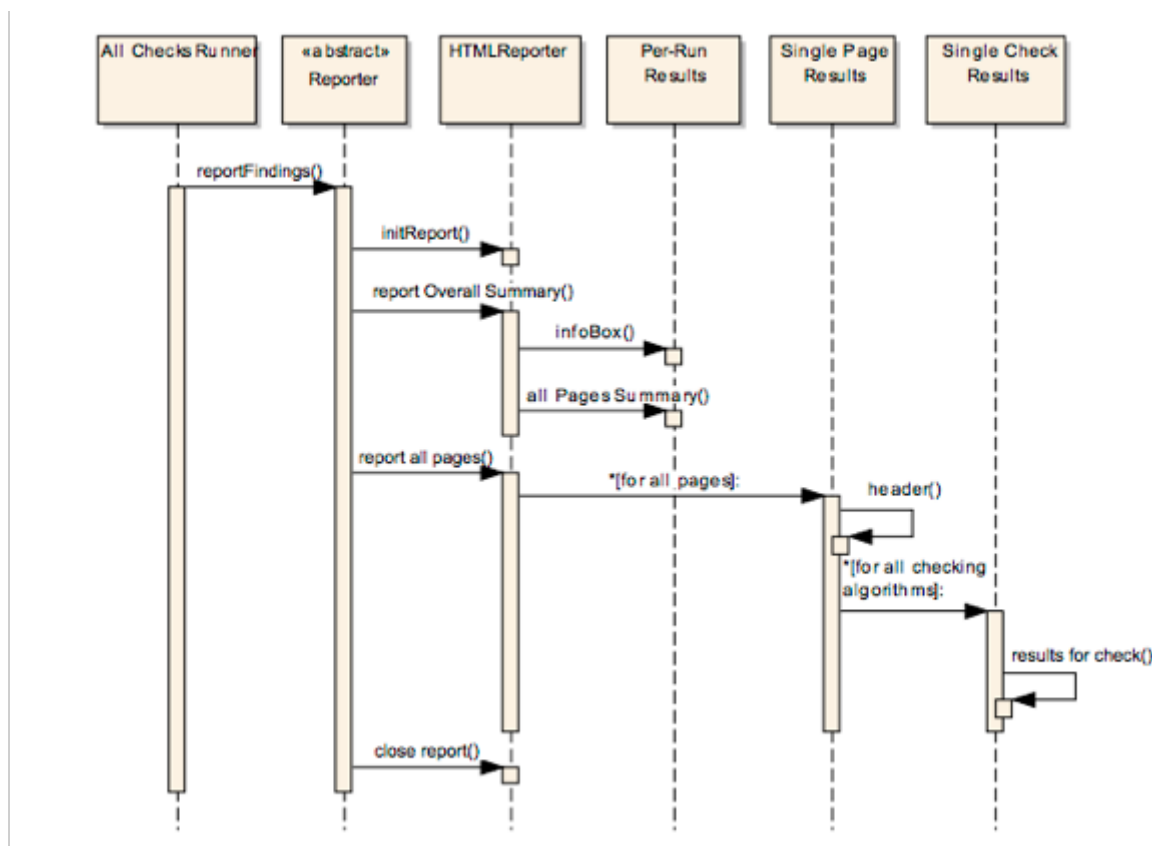 All Checks Runner
«abstract»
Reporter
HTMLReporter
Per-Run
Results
Single Page
Results
Single Check
Results
reportFindings()
initReport()
report Overall Summary()
infoBox()
all Pages Summary()
report all pages()
*[for all pages]:
header()
*[for all checking
algorithms]:
results for check()
close report()